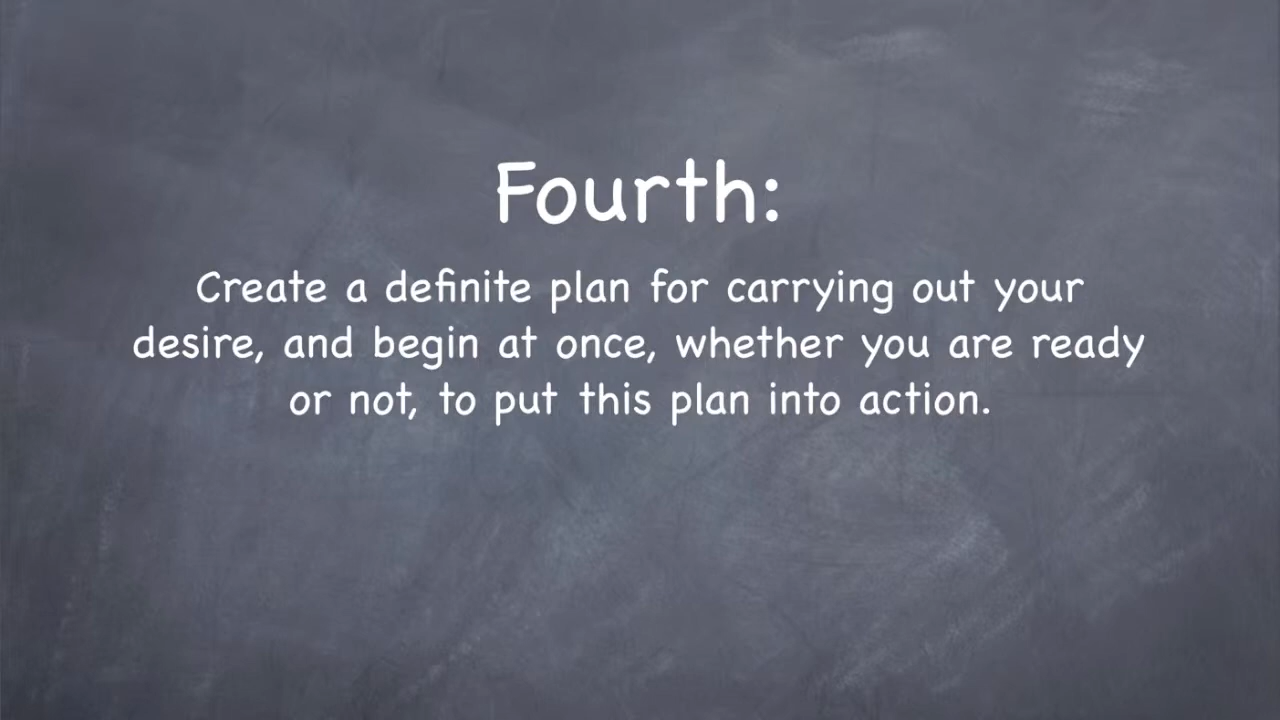 Fourth:
Create a definite plan for carrying out your
desire, and begin at once, whether you are ready
or not, to put this plan into action.